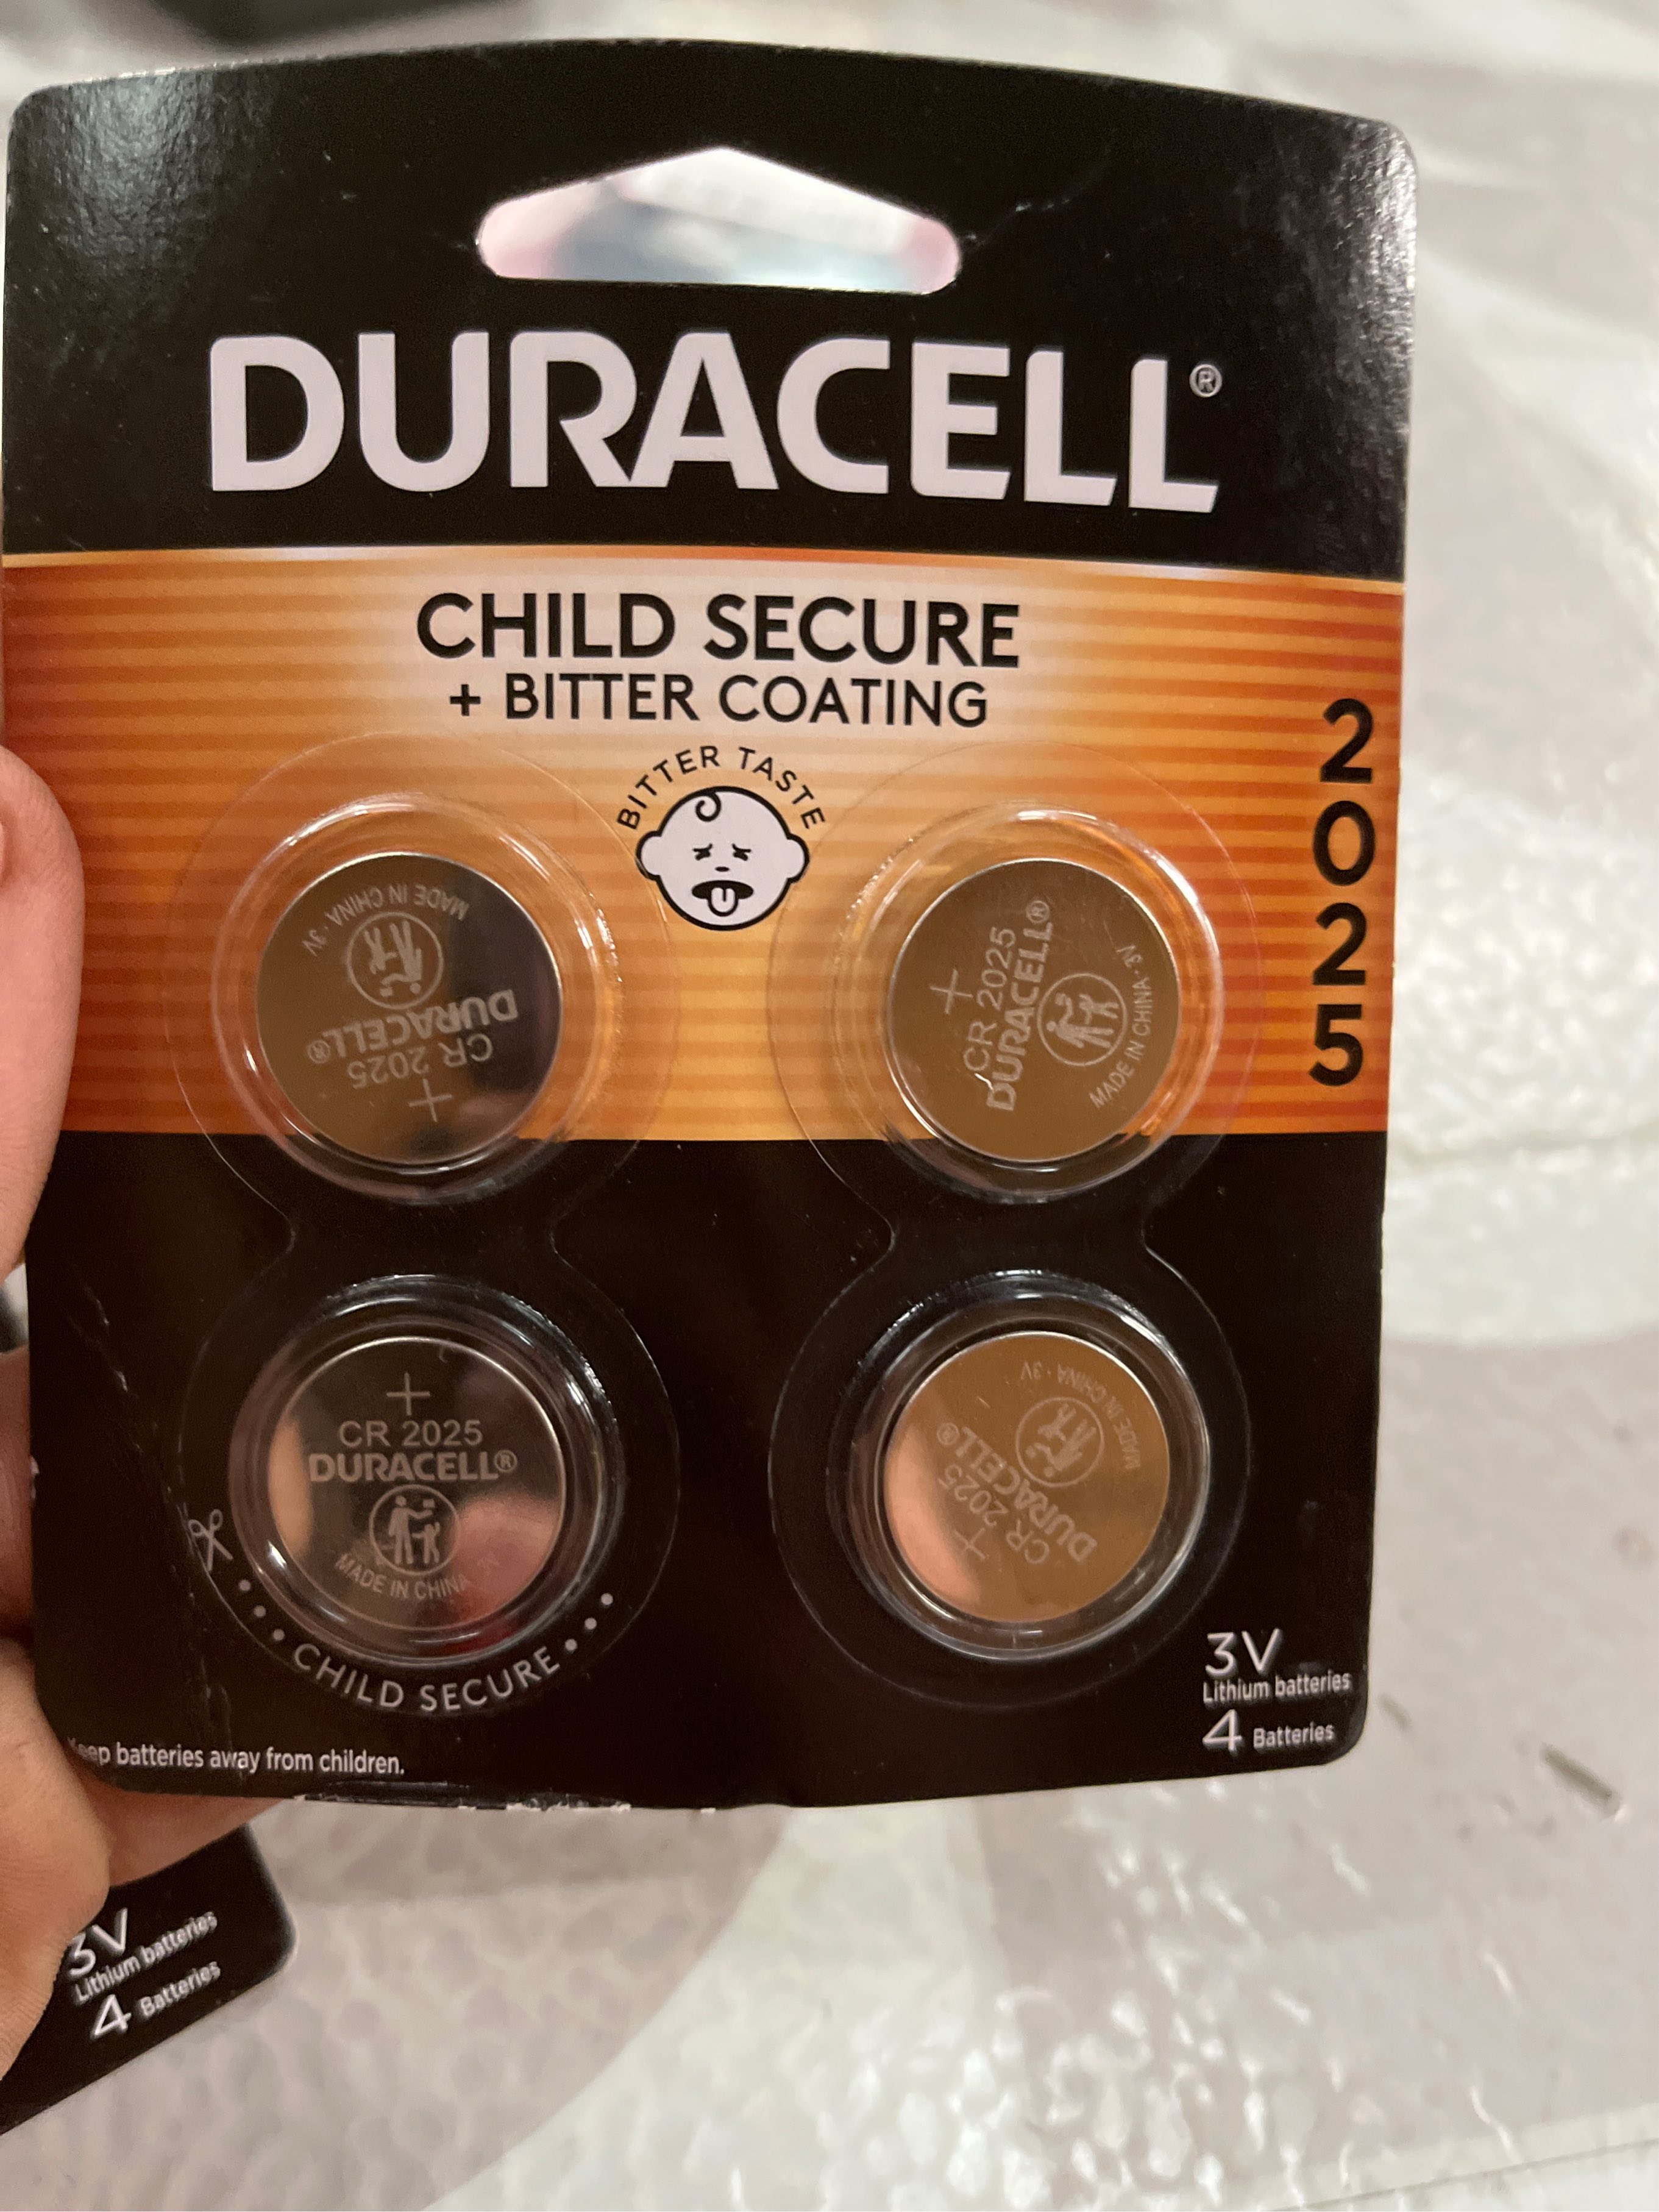 DURACELL®
CHILD SECURE
+ BITTER COATING
BITTER TASTE
2025
MADE IN CHINA · 3V
DURACELL®
CR 2025
+
+
CR 2025
DURACELL®
MADE IN CHINA · 3V
+
CR 2025
DURACELL®
MADE IN CHINA
+
CR 2025
DURACELL®
MADE IN CHINA · 3V
CHILD SECURE
3V
Lithium batteries
4 Batteries
Keep batteries away from children.
3V
Lithium batteries
4 Batteries